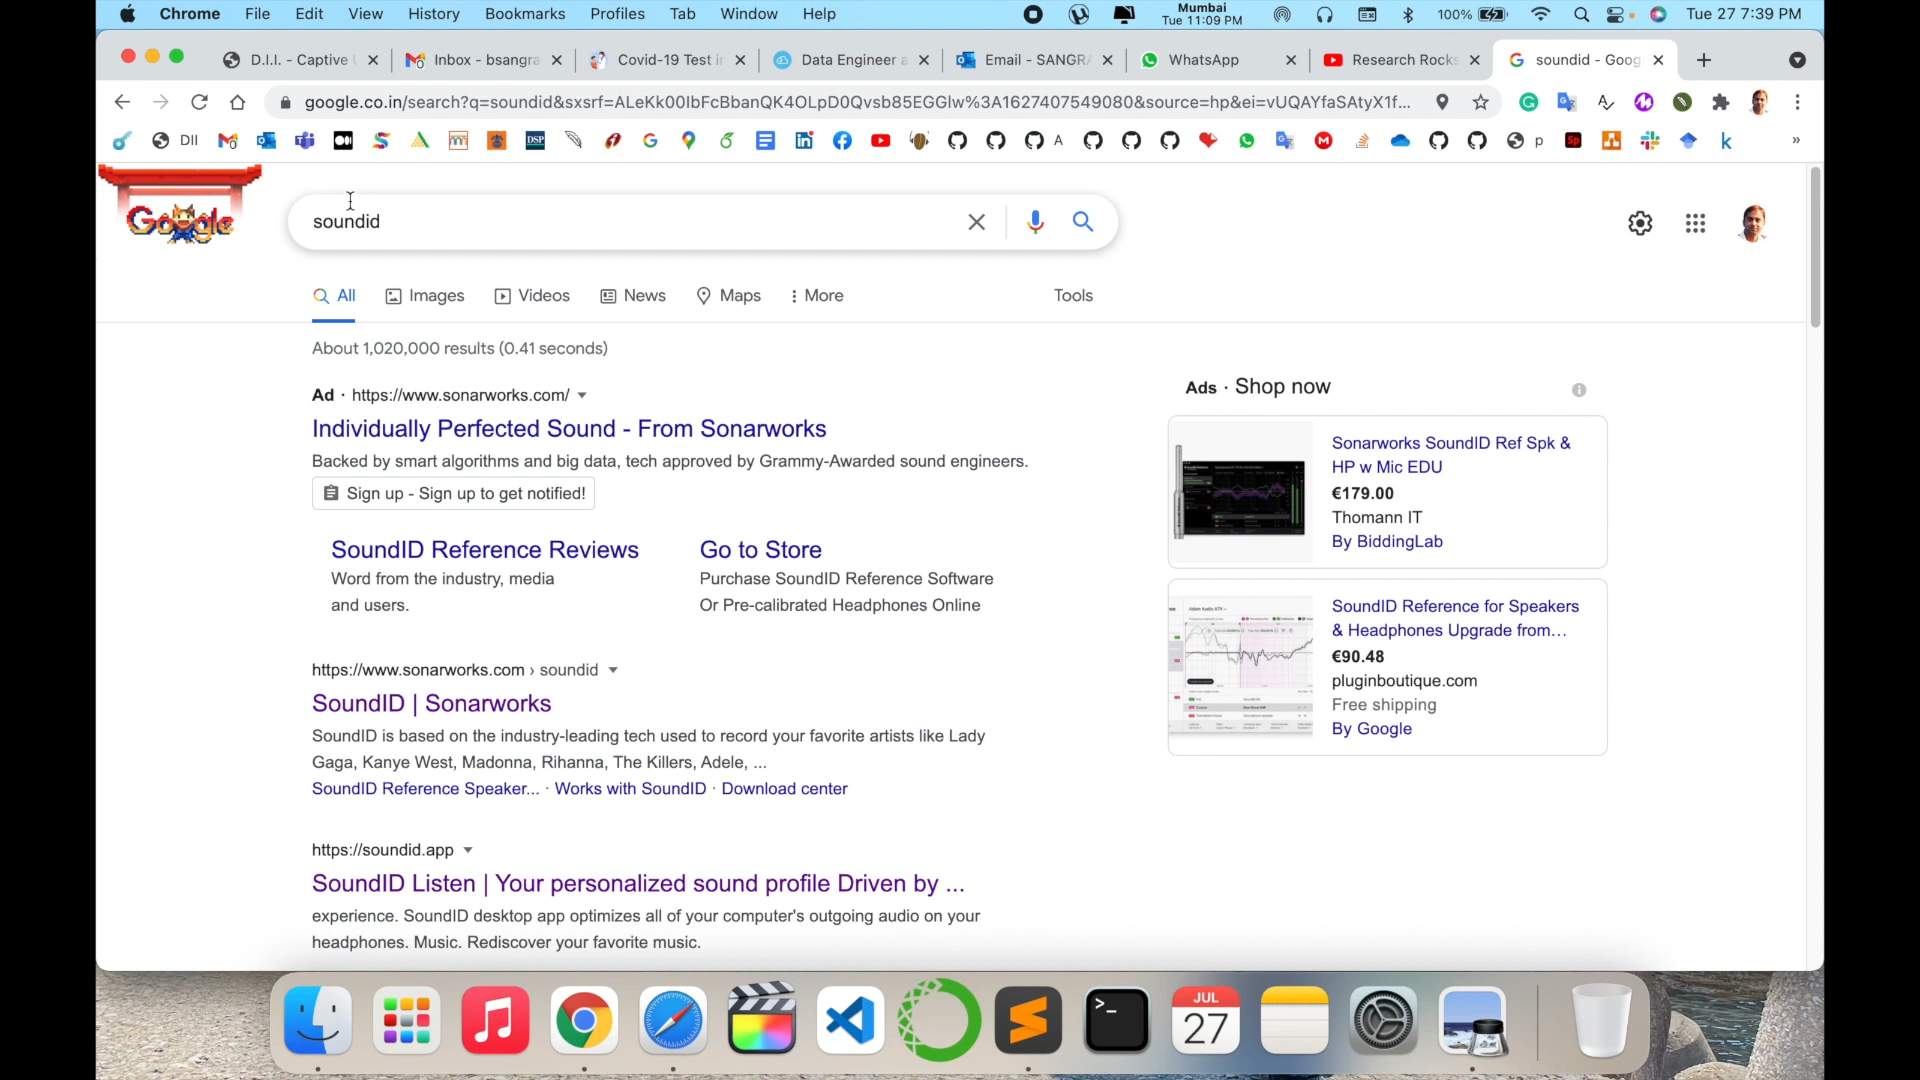 Chrome File Edit View History Bookmarks Profiles Tab Window Help
Mumbai
Tue 11:09 PM
100%
Tue 27 7:39 PM
D.I.I. - Captive
Inbox - bsangra
Covid-19 Test in
Data Engineer a
Email - SANGRA
WhatsApp
Research Rocks
soundid - Goog
google.co.in/search?q=soundid&sxsrf=ALeKk00IbFcBbanQK4OLpD0Qvsb85EGGlw%3A1627407549080&source=hp&ei=vUQAYfaSAtyX1f...
DII
DSP
A
p
Sp
k
»
Google
soundid
All Images Videos News Maps More Tools
About 1,020,000 results (0.41 seconds)
Ad · https://www.sonarworks.com/
Individually Perfected Sound - From Sonarworks
Backed by smart algorithms and big data, tech approved by Grammy-Awarded sound engineers.
Sign up - Sign up to get notified!
SoundID Reference Reviews
Word from the industry, media
and users.
Go to Store
Purchase SoundID Reference Software
Or Pre-calibrated Headphones Online
https://www.sonarworks.com › soundid
SoundID | Sonarworks
SoundID is based on the industry-leading tech used to record your favorite artists like Lady
Gaga, Kanye West, Madonna, Rihanna, The Killers, Adele, ...
SoundID Reference Speaker... · Works with SoundID · Download center
https://soundid.app
SoundID Listen | Your personalized sound profile Driven by ...
experience. SoundID desktop app optimizes all of your computer's outgoing audio on your
headphones. Music. Rediscover your favorite music.
Ads · Shop now
Sonarworks SoundID Ref Spk &
HP w Mic EDU
€179.00
Thomann IT
By BiddingLab
SoundID Reference for Speakers
& Headphones Upgrade from...
€90.48
pluginboutique.com
Free shipping
By Google
JUL
27